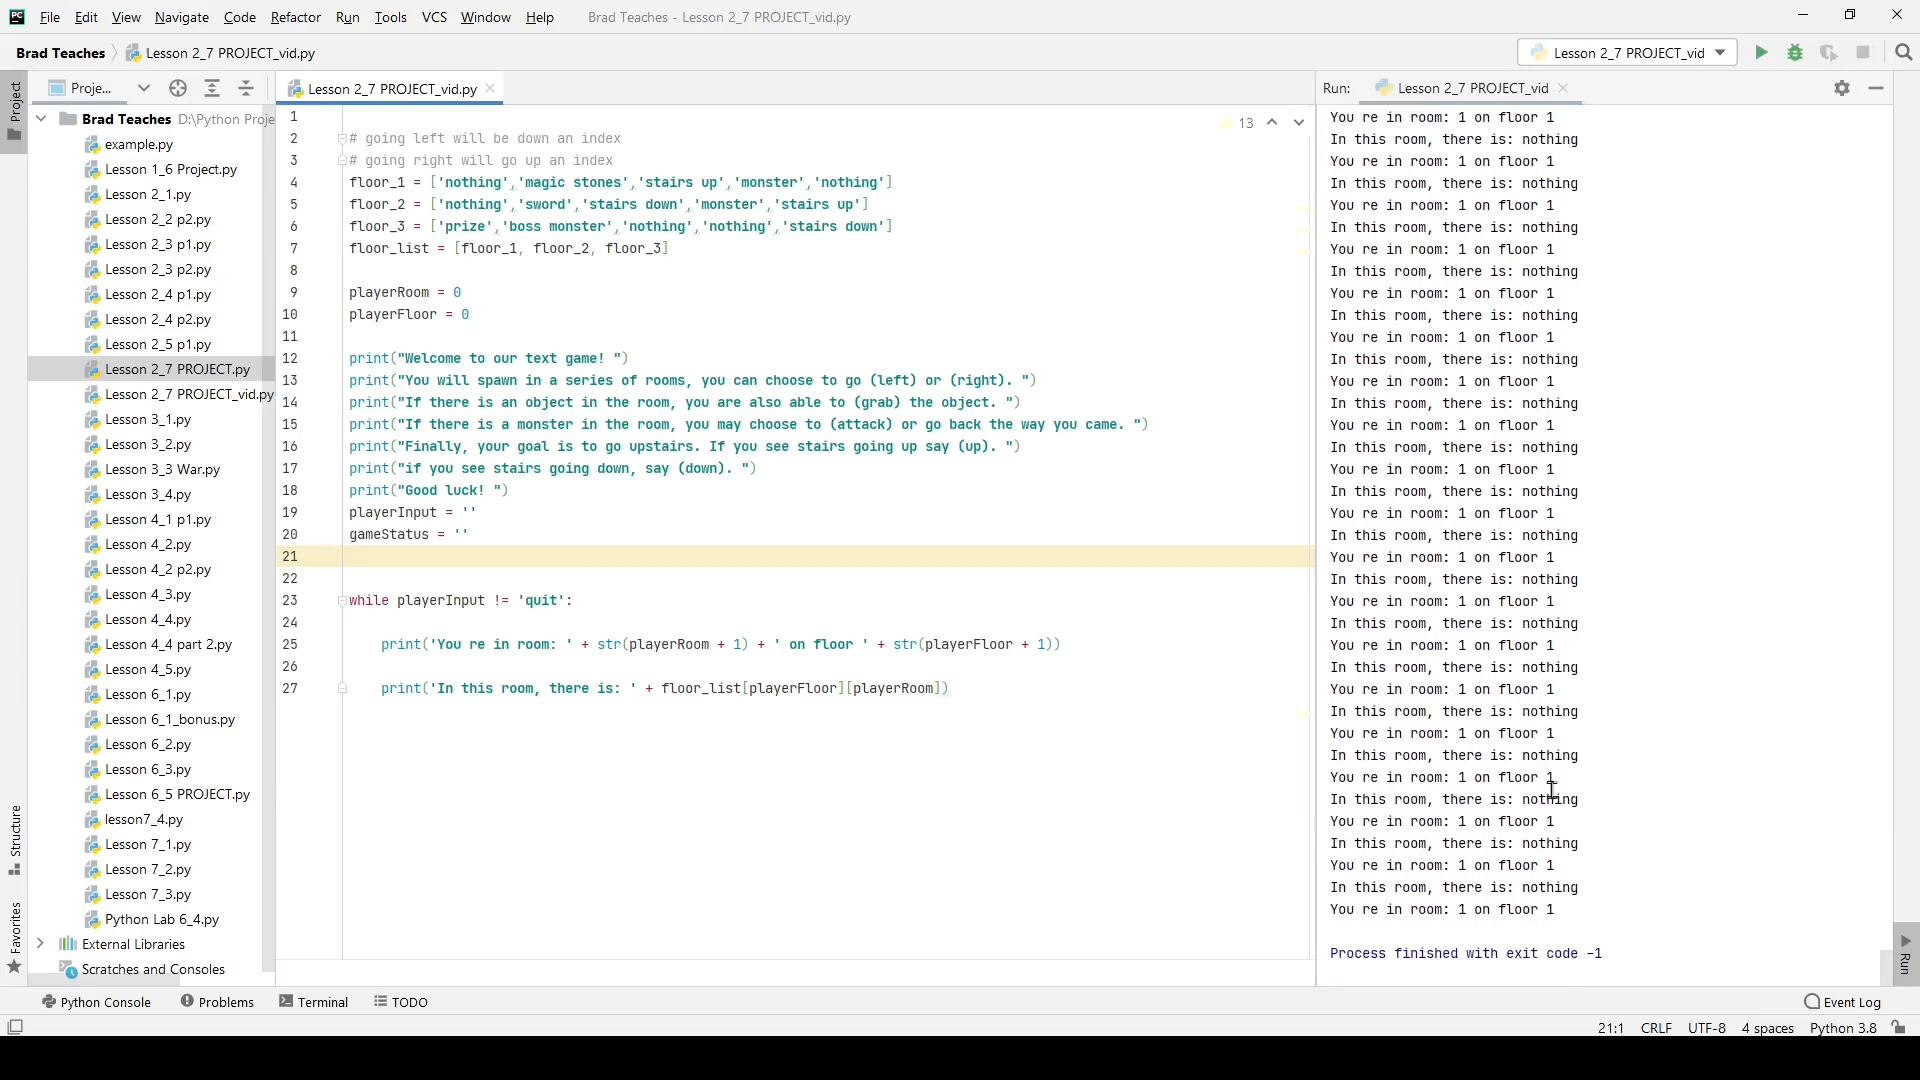 File Edit View Navigate Code Refactor Run Tools VCS Window Help Brad Teaches - Lesson 2_7 PROJECT_vid.py
Brad Teaches Lesson 2_7 PROJECT_vid.py Lesson 2_7 PROJECT_vid
Project
Proje...
Brad Teaches D:\Python Proje
example.py
Lesson 1_6 Project.py
Lesson 2_1.py
Lesson 2_2 p2.py
Lesson 2_3 p1.py
Lesson 2_3 p2.py
Lesson 2_4 p1.py
Lesson 2_4 p2.py
Lesson 2_5 p1.py
Lesson 2_7 PROJECT.py
Lesson 2_7 PROJECT_vid.py
Lesson 3_1.py
Lesson 3_2.py
Lesson 3_3 War.py
Lesson 3_4.py
Lesson 4_1 p1.py
Lesson 4_2.py
Lesson 4_2 p2.py
Lesson 4_3.py
Lesson 4_4.py
Lesson 4_4 part 2.py
Lesson 4_5.py
Lesson 6_1.py
Lesson 6_1_bonus.py
Lesson 6_2.py
Lesson 6_3.py
Lesson 6_5 PROJECT.py
lesson7_4.py
Lesson 7_1.py
Lesson 7_2.py
Lesson 7_3.py
Python Lab 6_4.py
External Libraries
Scratches and Consoles
Structure
Favorites
Lesson 2_7 PROJECT_vid.py
13
1
2 # going left will be down an index
3 # going right will go up an index
4 floor_1 = ['nothing','magic stones','stairs up','monster','nothing']
5 floor_2 = ['nothing','sword','stairs down','monster','stairs up']
6 floor_3 = ['prize','boss monster','nothing','nothing','stairs down']
7 floor_list = [floor_1, floor_2, floor_3]
8
9 playerRoom = 0
10 playerFloor = 0
11
12 print("Welcome to our text game! ")
13 print("You will spawn in a series of rooms, you can choose to go (left) or (right). ")
14 print("If there is an object in the room, you are also able to (grab) the object. ")
15 print("If there is a monster in the room, you may choose to (attack) or go back the way you came. ")
16 print("Finally, your goal is to go upstairs. If you see stairs going up say (up). ")
17 print("if you see stairs going down, say (down). ")
18 print("Good luck! ")
19 playerInput = ''
20 gameStatus = ''
21
22
23 while playerInput != 'quit':
24
25 print('You re in room: ' + str(playerRoom + 1) + ' on floor ' + str(playerFloor + 1))
26
27 print('In this room, there is: ' + floor_list[playerFloor][playerRoom])
Run: Lesson 2_7 PROJECT_vid
You re in room: 1 on floor 1
In this room, there is: nothing
You re in room: 1 on floor 1
In this room, there is: nothing
You re in room: 1 on floor 1
In this room, there is: nothing
You re in room: 1 on floor 1
In this room, there is: nothing
You re in room: 1 on floor 1
In this room, there is: nothing
You re in room: 1 on floor 1
In this room, there is: nothing
You re in room: 1 on floor 1
In this room, there is: nothing
You re in room: 1 on floor 1
In this room, there is: nothing
You re in room: 1 on floor 1
In this room, there is: nothing
You re in room: 1 on floor 1
In this room, there is: nothing
You re in room: 1 on floor 1
In this room, there is: nothing
You re in room: 1 on floor 1
In this room, there is: nothing
You re in room: 1 on floor 1
In this room, there is: nothing
You re in room: 1 on floor 1
In this room, there is: nothing
You re in room: 1 on floor 1
In this room, there is: nothing
You re in room: 1 on floor 1
In this room, there is: nothing
You re in room: 1 on floor 1
In this room, there is: nothing
You re in room: 1 on floor 1
In this room, there is: nothing
You re in room: 1 on floor 1
Process finished with exit code -1
Run
Python Console Problems Terminal TODO Event Log
21:1 CRLF UTF-8 4 spaces Python 3.8